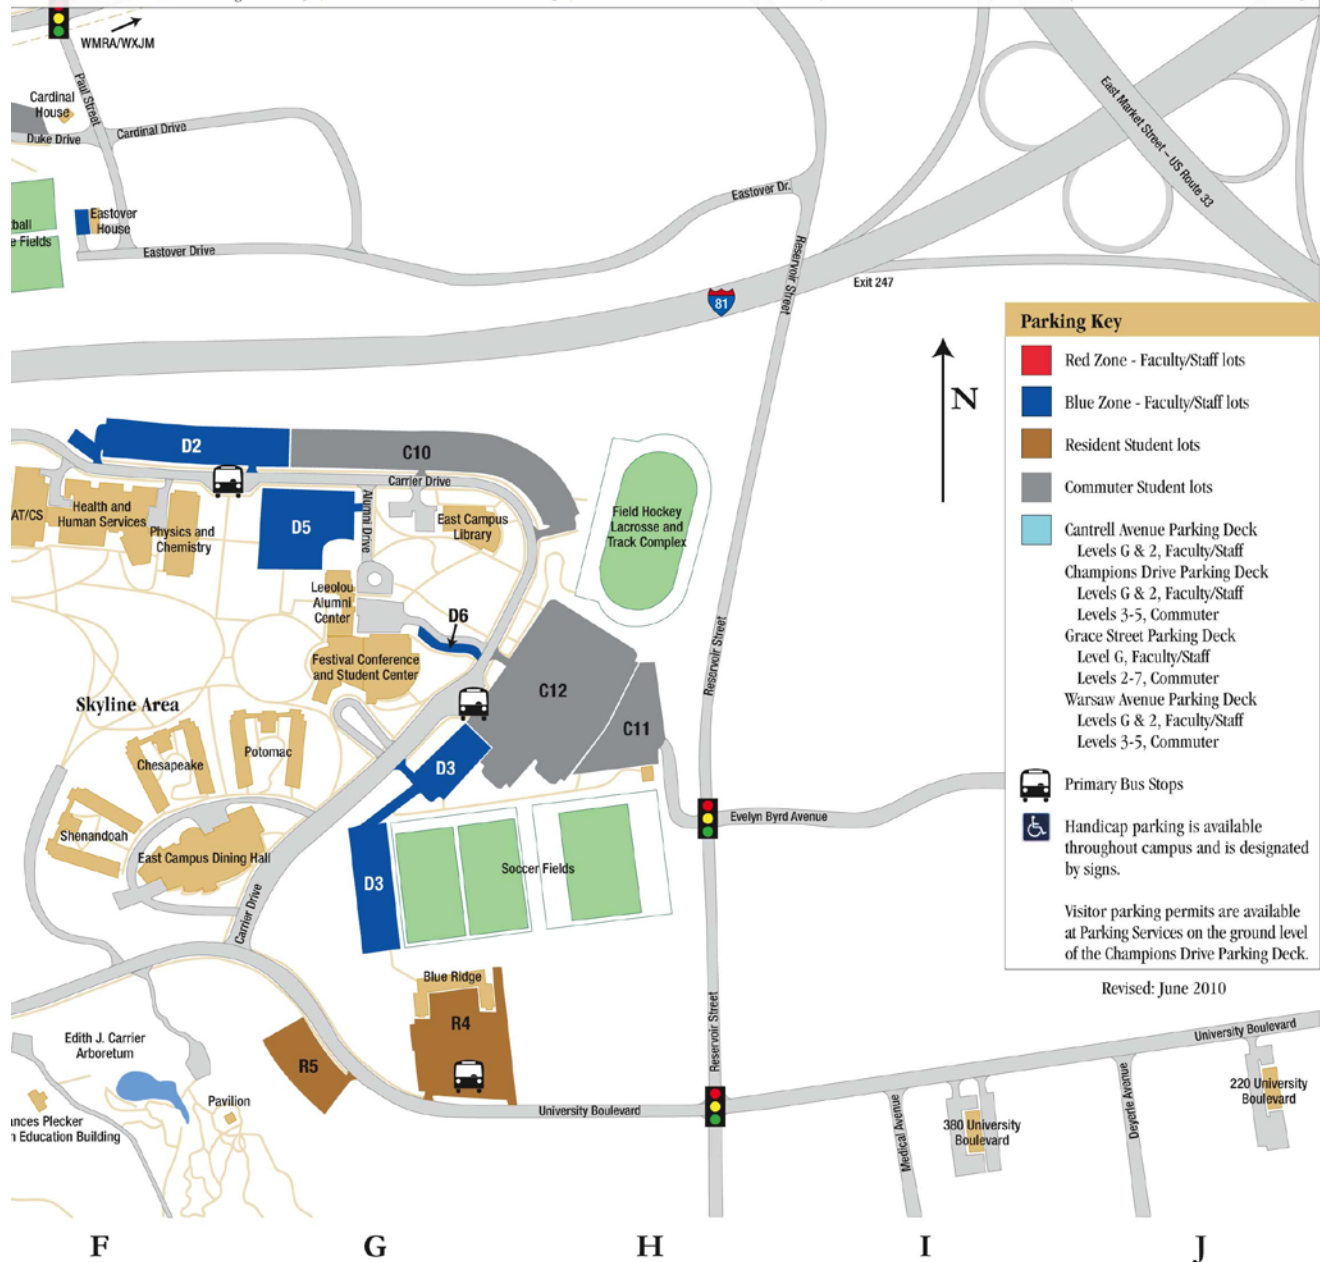 WMRA/WXJM
Paul Street
Cardinal
House
Duke Drive
Cardinal Drive
Eastover
House
Fields
Eastover Drive
Eastover Dr.
Reservoir Street
East Market Street – US Route 33
81
Exit 247
N
Parking Key
Red Zone - Faculty/Staff lots
Blue Zone - Faculty/Staff lots
Resident Student lots
Commuter Student lots
Cantrell Avenue Parking Deck
Levels G & 2, Faculty/Staff
Champions Drive Parking Deck
Levels G & 2, Faculty/Staff
Levels 3-5, Commuter
Grace Street Parking Deck
Level G, Faculty/Staff
Levels 2-7, Commuter
Warsaw Avenue Parking Deck
Levels G & 2, Faculty/Staff
Levels 3-5, Commuter
Primary Bus Stops
Handicap parking is available
throughout campus and is designated
by signs.
Visitor parking permits are available
at Parking Services on the ground level
of the Champions Drive Parking Deck.
Revised: June 2010
D2
C10
Carrier Drive
AT/CS
Health and
Human Services
Physics and
Chemistry
D5
Alumni Drive
East Campus
Library
Field Hockey
Lacrosse and
Track Complex
Leeolou
Alumni
Center
D6
Festival Conference
and Student Center
Reservoir Street
Skyline Area
C12
C11
Chesapeake
Potomac
D3
Shenandoah
East Campus Dining Hall
Evelyn Byrd Avenue
Soccer Fields
D3
Carrier Drive
Blue Ridge
R4
R5
Reservoir Street
Edith J. Carrier
Arboretum
Pavilion
Plecker
Education Building
University Boulevard
University Boulevard
Medical Avenue
380 University
Boulevard
Deyerle Avenue
220 University
Boulevard
F
G
H
I
J